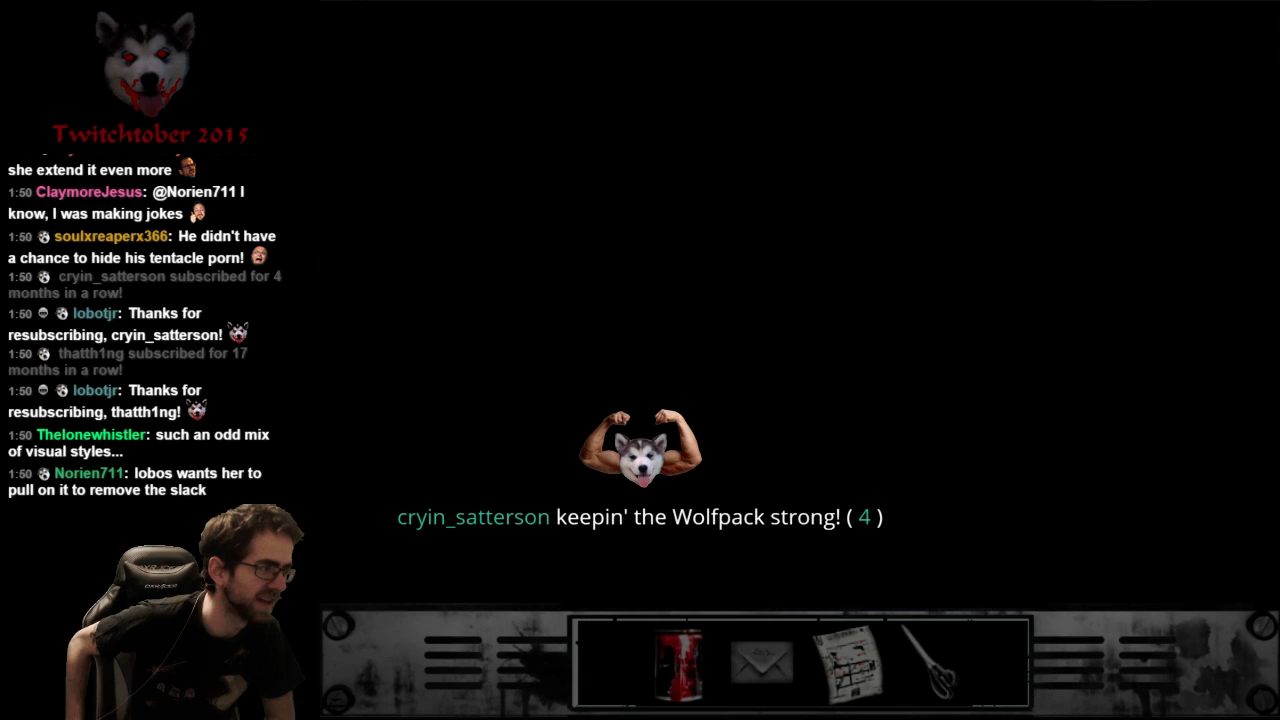 Twitchtober 2015
she extend it even more
1:50 ClaymoreJesus: @Norien711 I
know, I was making jokes
1:50 soulxreaperx366: He didn't have
a chance to hide his tentacle porn!
1:50 cryin_satterson subscribed for 4
months in a row!
1:50 lobotjr: Thanks for
resubscribing, cryin_satterson!
1:50 thatth1ng subscribed for 17
months in a row!
1:50 lobotjr: Thanks for
resubscribing, thatth1ng!
1:50 Thelonewhistler: such an odd mix
of visual styles...
1:50 Norien711: lobos wants her to
pull on it to remove the slack
cryin_satterson keepin' the Wolfpack strong! ( 4 )